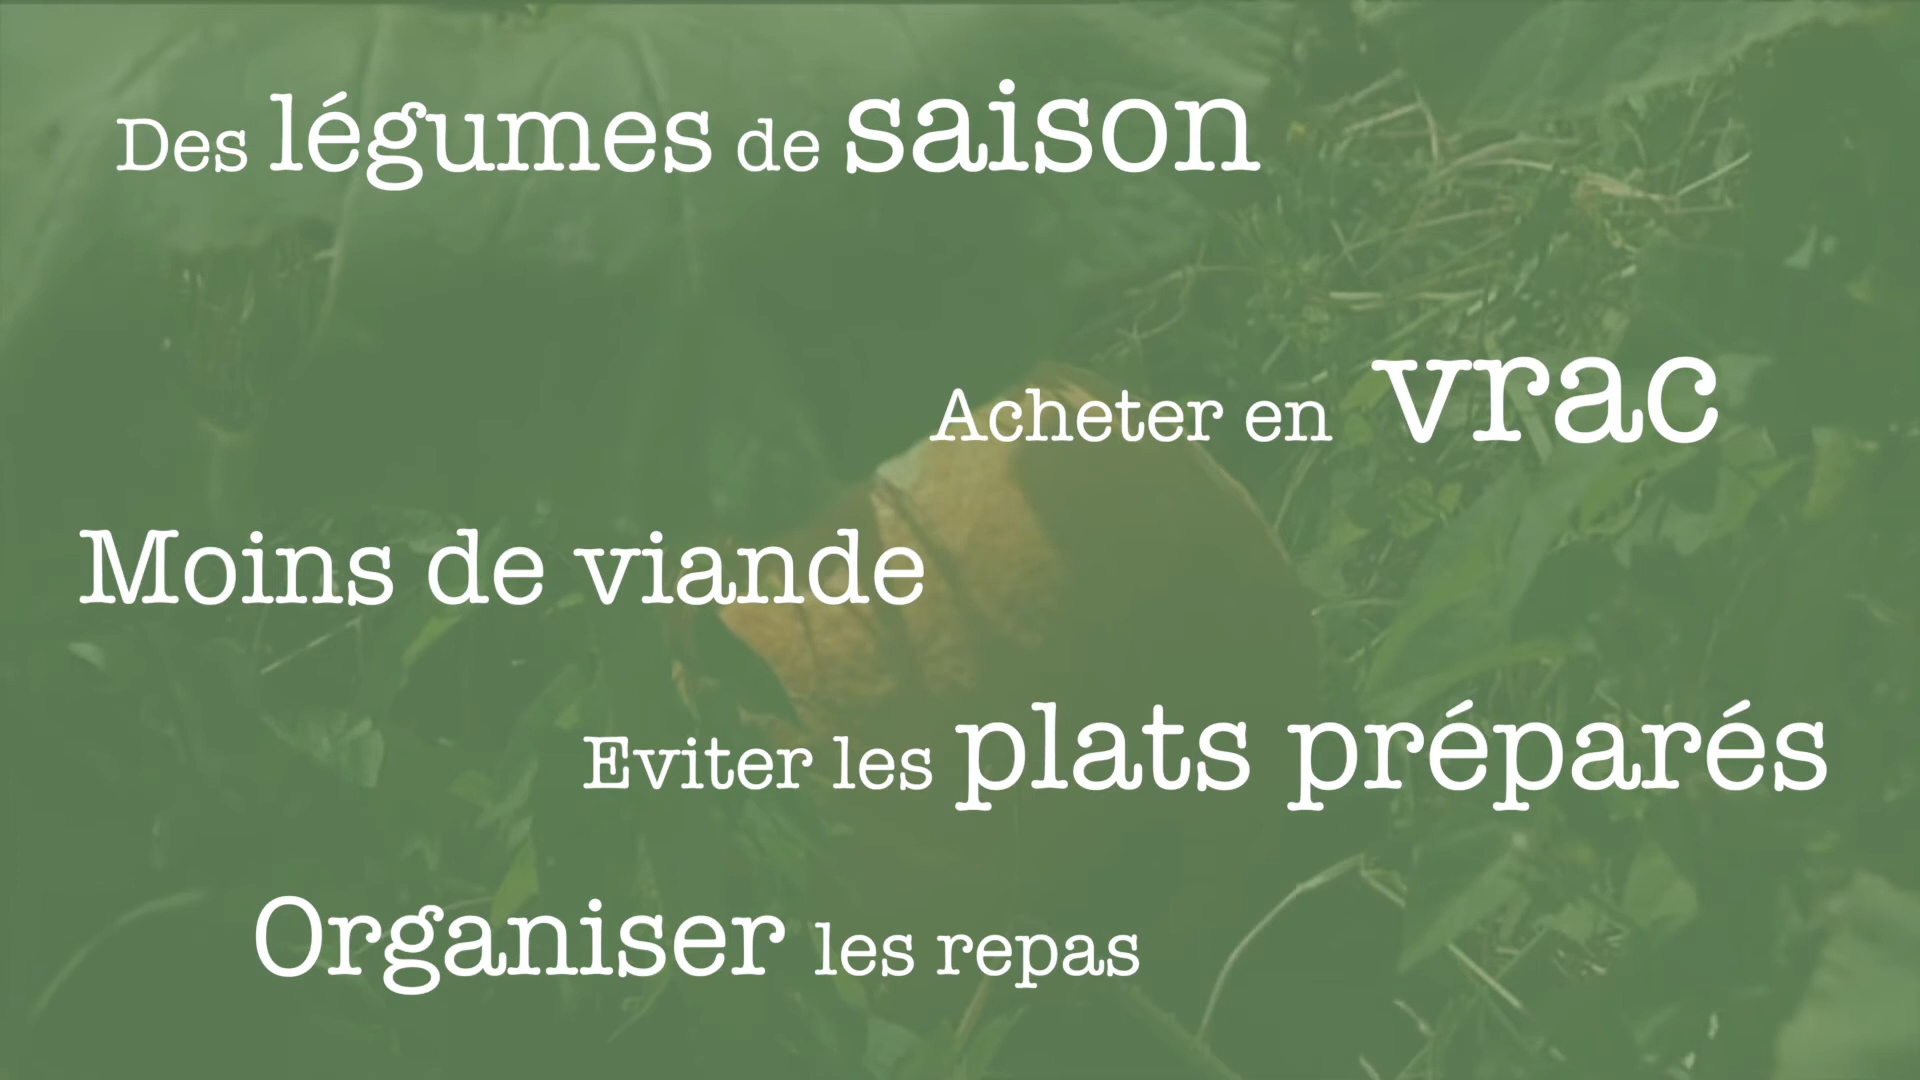 Des légumes de saison
Acheter en vrac
Moins de viande
Eviter les plats préparés
Organiser les repas